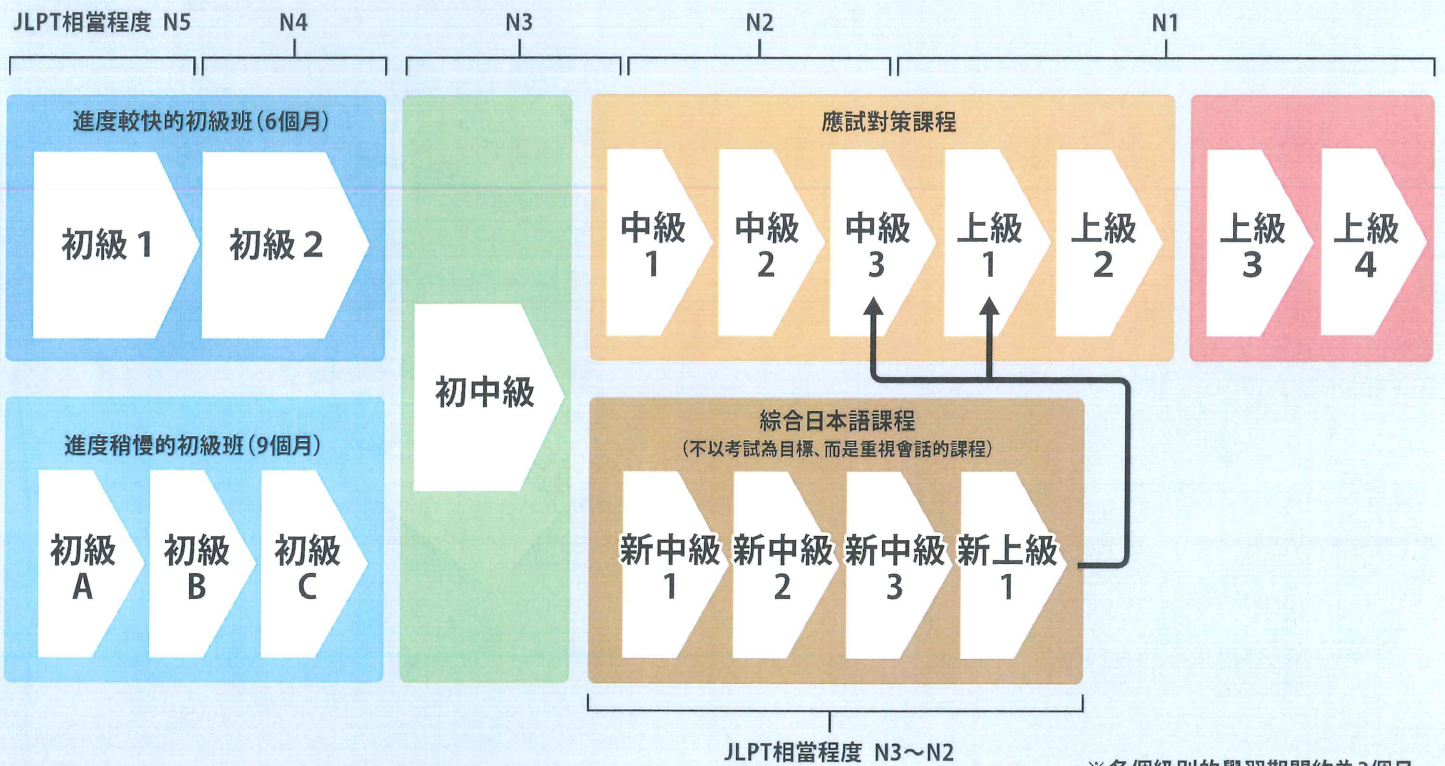 JLPT相當程度 N5
N4
N3
N2
N1
進度較快的初級班(6個月)
初級 1
初級 2
進度稍慢的初級班(9個月)
初級
A
初級
B
初級
C
初中級
應試對策課程
中級
1
中級
2
中級
3
上級
1
上級
2
上級
3
上級
4
綜合日本語課程
(不以考試為目標、而是重視會話的課程)
新中級
1
新中級
2
新中級
3
新上級
1
JLPT相當程度 N3～N2